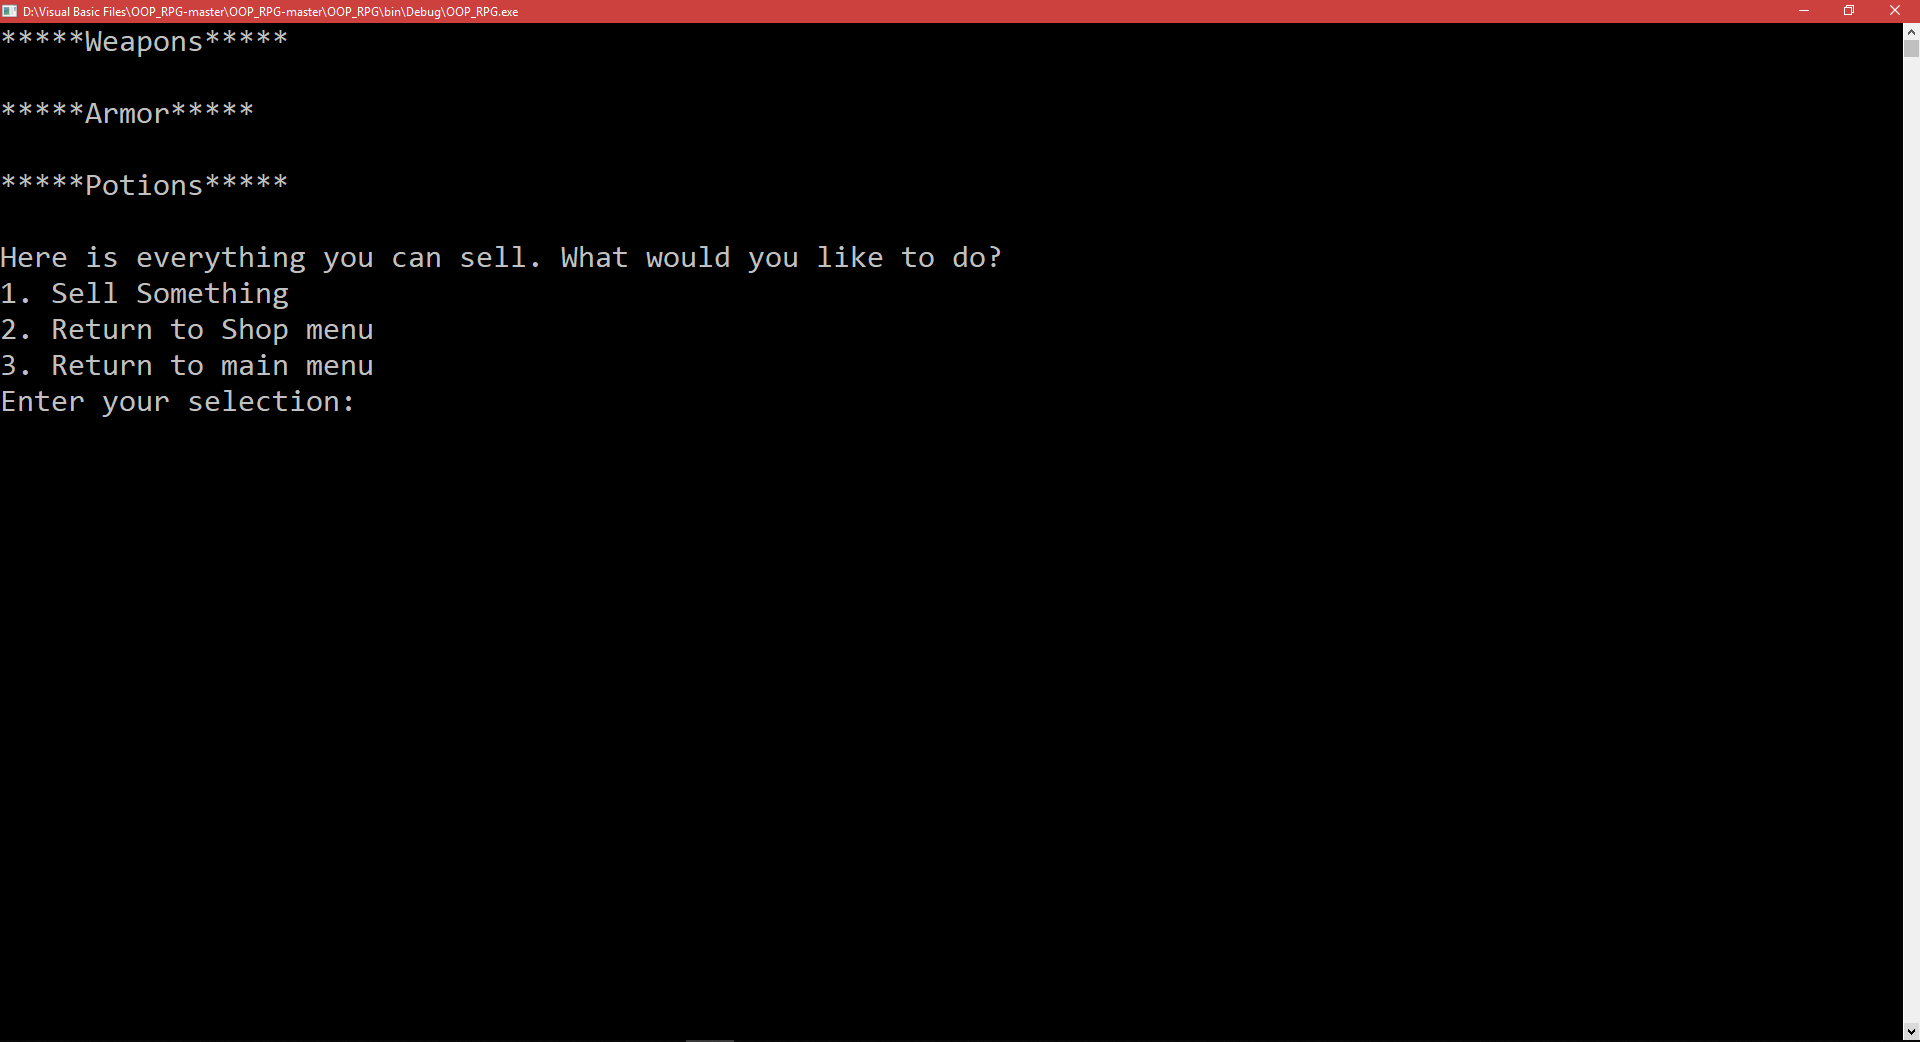 D:\Visual Basic Files\OOP_RPG-master\OOP_RPG-master\OOP_RPG\bin\Debug\OOP_RPG.exe
*****Weapons*****
*****Armor*****
*****Potions*****
Here is everything you can sell. What would you like to do?
1. Sell Something
2. Return to Shop menu
3. Return to main menu
Enter your selection: